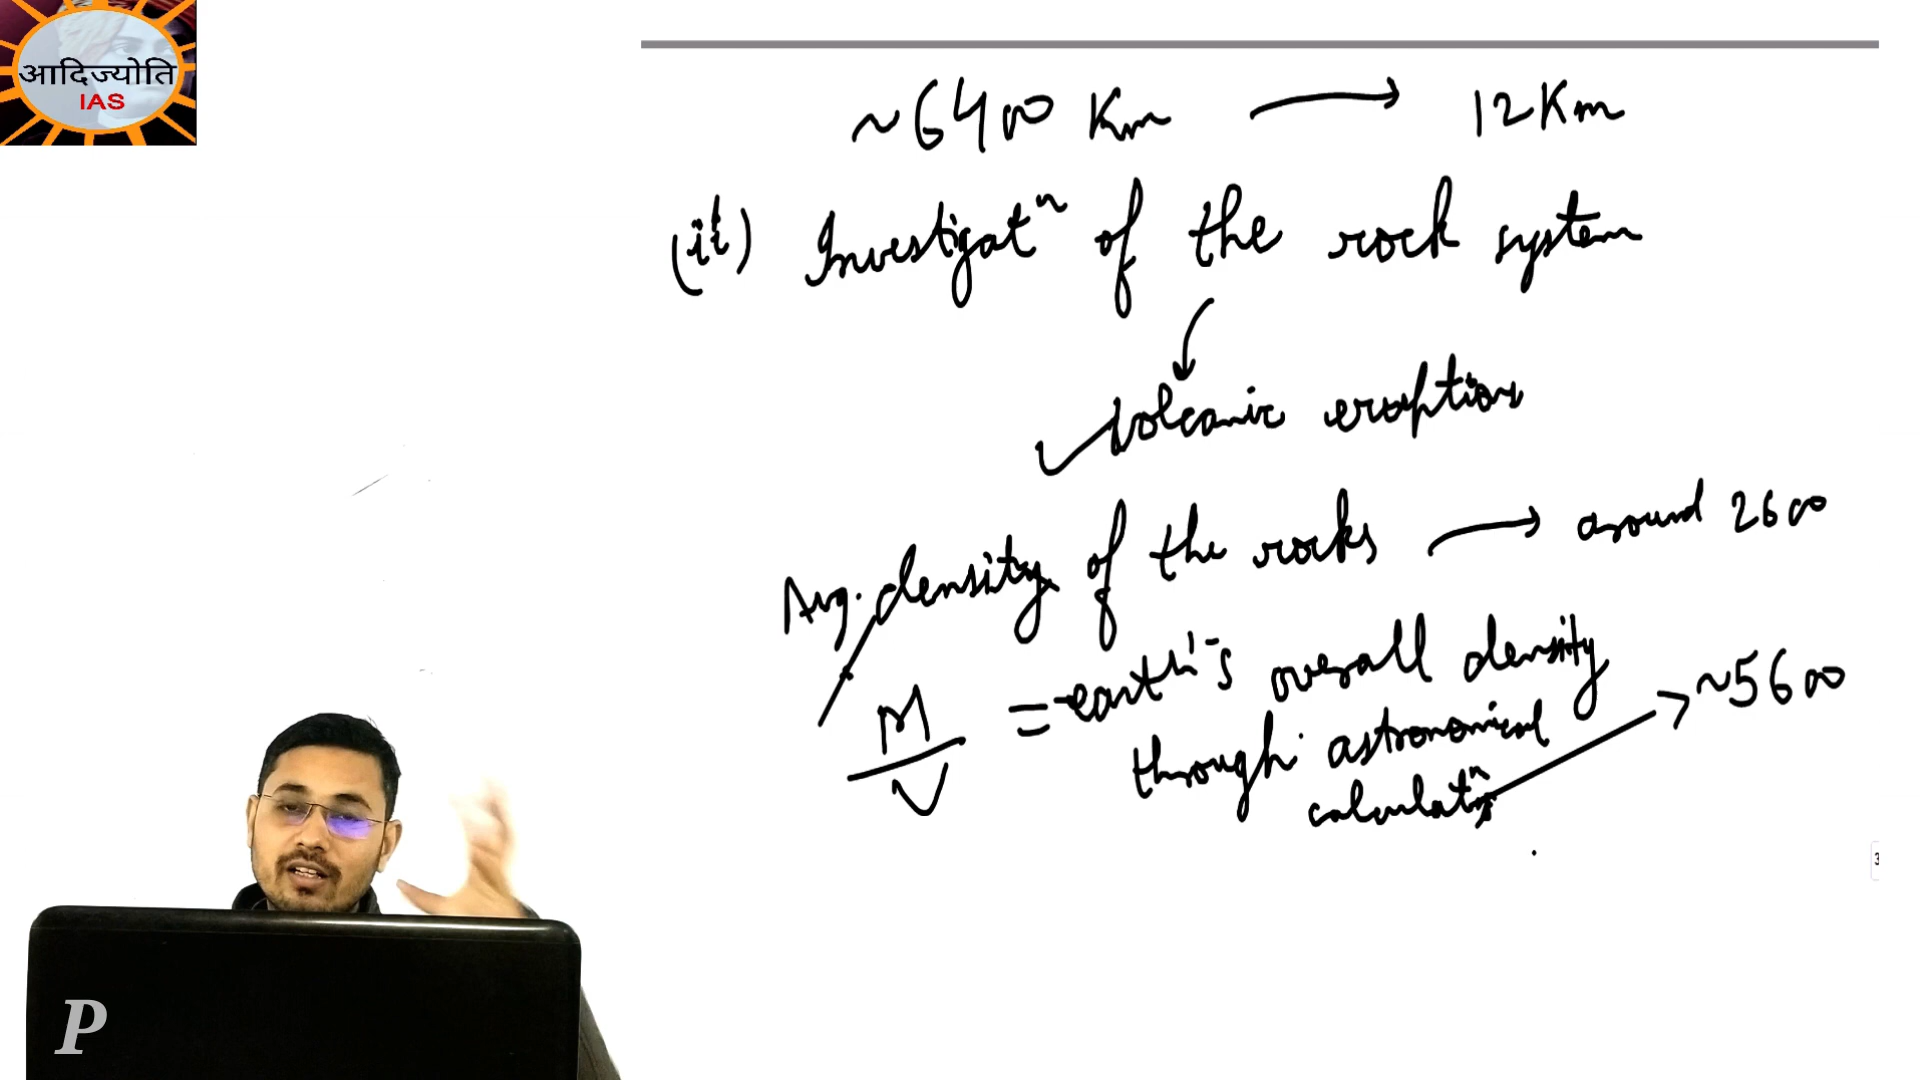 आदिज्योति
IAS
~6400 Km → 12 Km
(ii) Investigatⁿ of the rock system
volcanic eruption
Avg. density of the rocks → around 2600
M/V = earth's overall density
through astronomical
calculatⁿ → ~5600
3
P